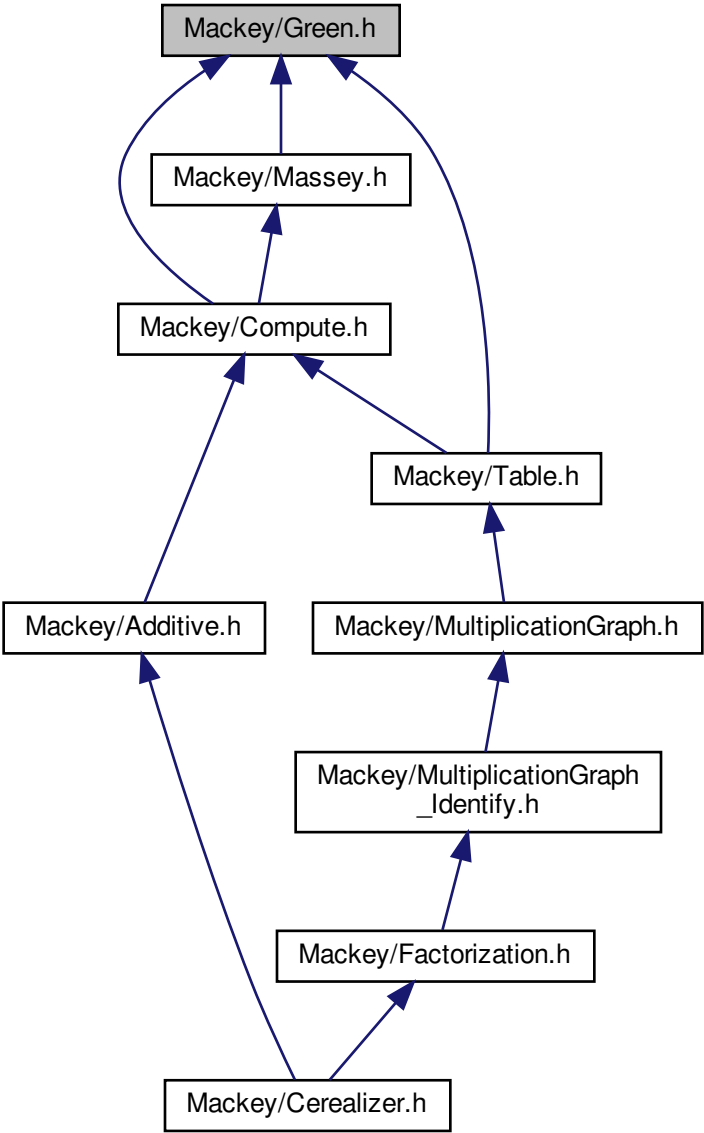 Mackey/Green.h
Mackey/Massey.h
Mackey/Compute.h
Mackey/Table.h
Mackey/Additive.h
Mackey/MultiplicationGraph.h
Mackey/MultiplicationGraph
_Identify.h
Mackey/Factorization.h
Mackey/Cerealizer.h